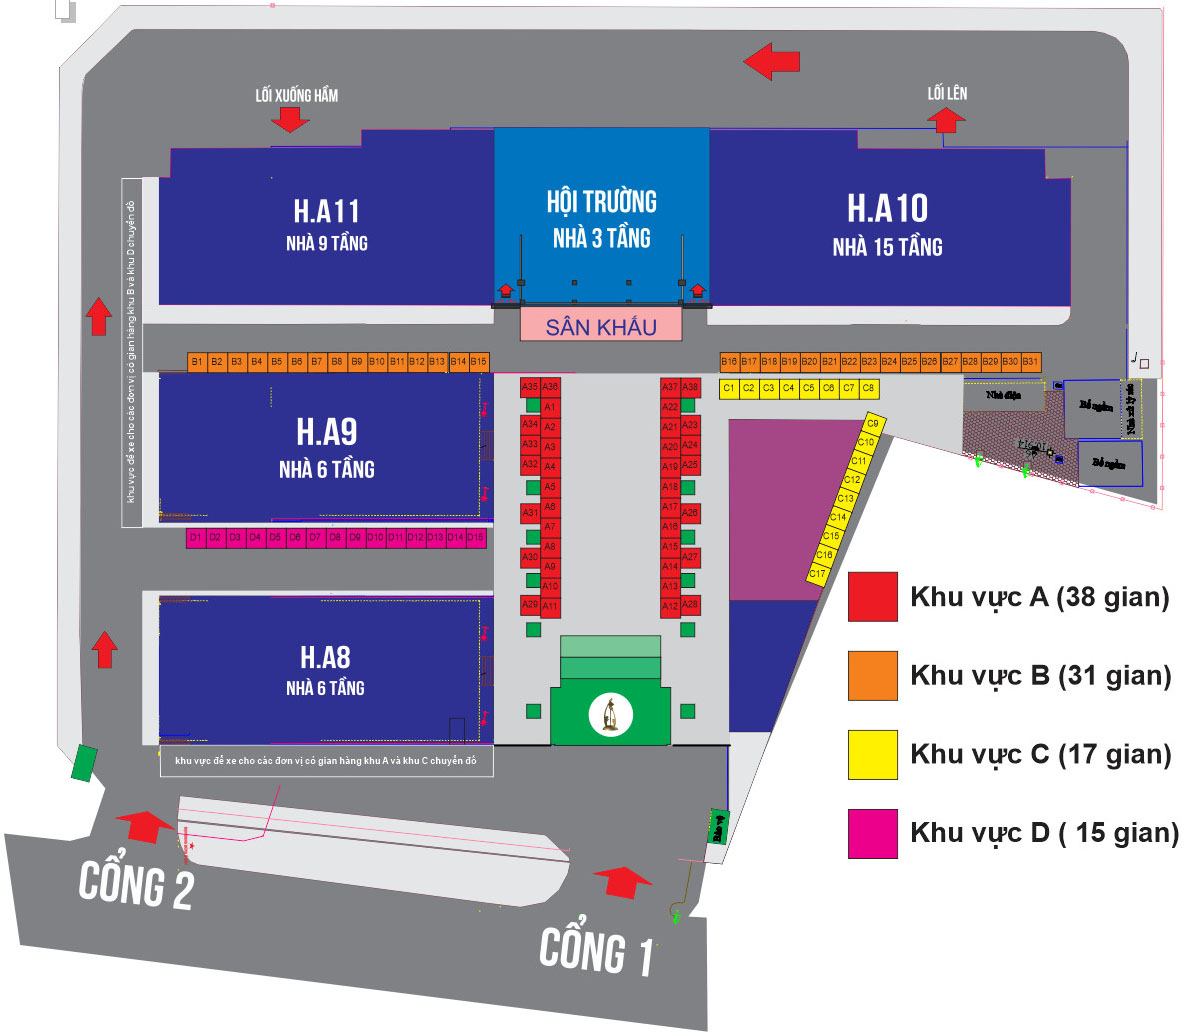 LỐI XUỐNG HẦM
LỐI LÊN
H.A11
NHÀ 9 TẦNG
HỘI TRƯỜNG
NHÀ 3 TẦNG
H.A10
NHÀ 15 TẦNG
SÂN KHẤU
khu vực để xe cho các đơn vị có gian hàng khu B và khu D chuyển đồ
B1 B2 B3 B4 B5 B6 B7 B8 B9 B10 B11 B12 B13 B14 B15
B16 B17 B18 B19 B20 B21 B22 B23 B24 B25 B26 B27 B28 B29 B30 B31
C1 C2 C3 C4 C5 C6 C7 C8
A35 A36
A37 A38
A1
A22
A34 A2
A21 A23
A33 A3
A20 A24
A32 A4
A19 A25
A5
A18
A31 A6
A17 A26
A7
A16
A30 A8
A15 A27
A9
A14
A10
A13
A29 A11
A12 A28
C9
C10
C11
C12
C13
C14
C15
C16
C17
Nhà điện
Bể ngầm
Nhà xử lý rác
Bể ngầm
H.A9
NHÀ 6 TẦNG
D1 D2 D3 D4 D5 D6 D7 D8 D9 D10 D11 D12 D13 D14 D15
H.A8
NHÀ 6 TẦNG
khu vực để xe cho các đơn vị có gian hàng khu A và khu C chuyển đồ
Bảo vệ
CỔNG 2
CỔNG 1
Khu vực A (38 gian)
Khu vực B (31 gian)
Khu vực C (17 gian)
Khu vực D ( 15 gian)